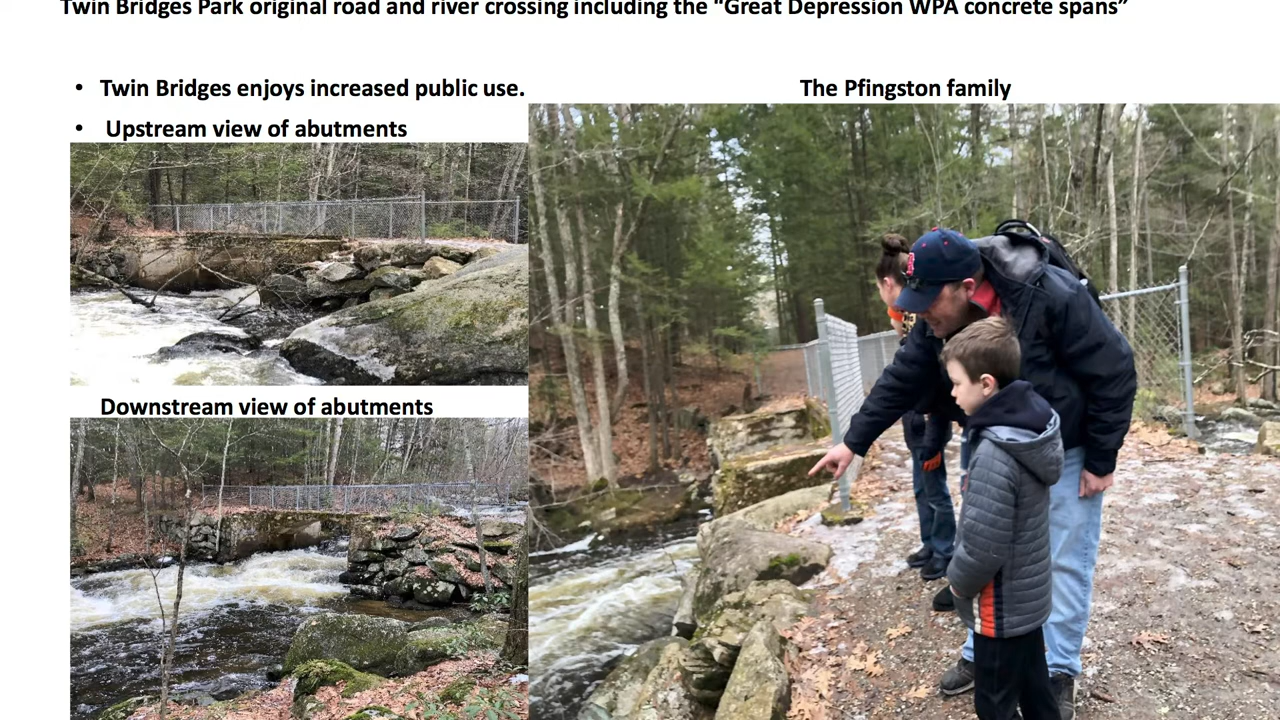 Twin Bridges Park original road and river crossing including the “Great Depression WPA concrete spans”
• Twin Bridges enjoys increased public use.
The Pfingston family
• Upstream view of abutments
Downstream view of abutments